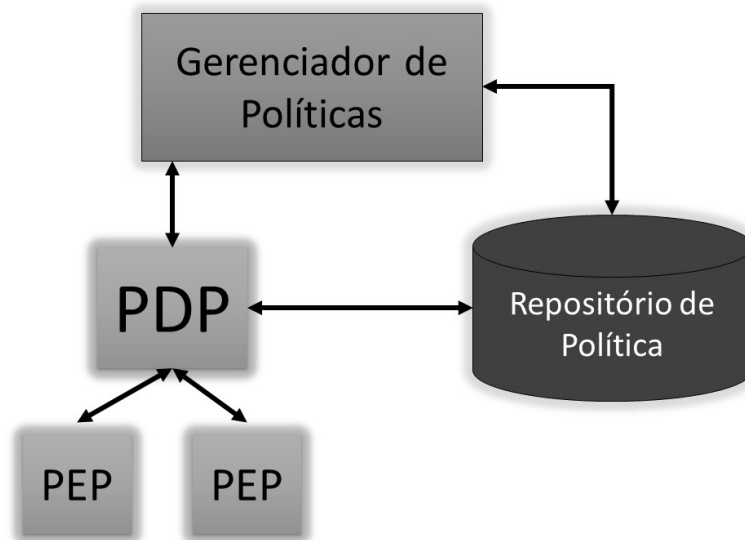 Gerenciador de
Políticas
PDP
Repositório de
Política
PEP
PEP